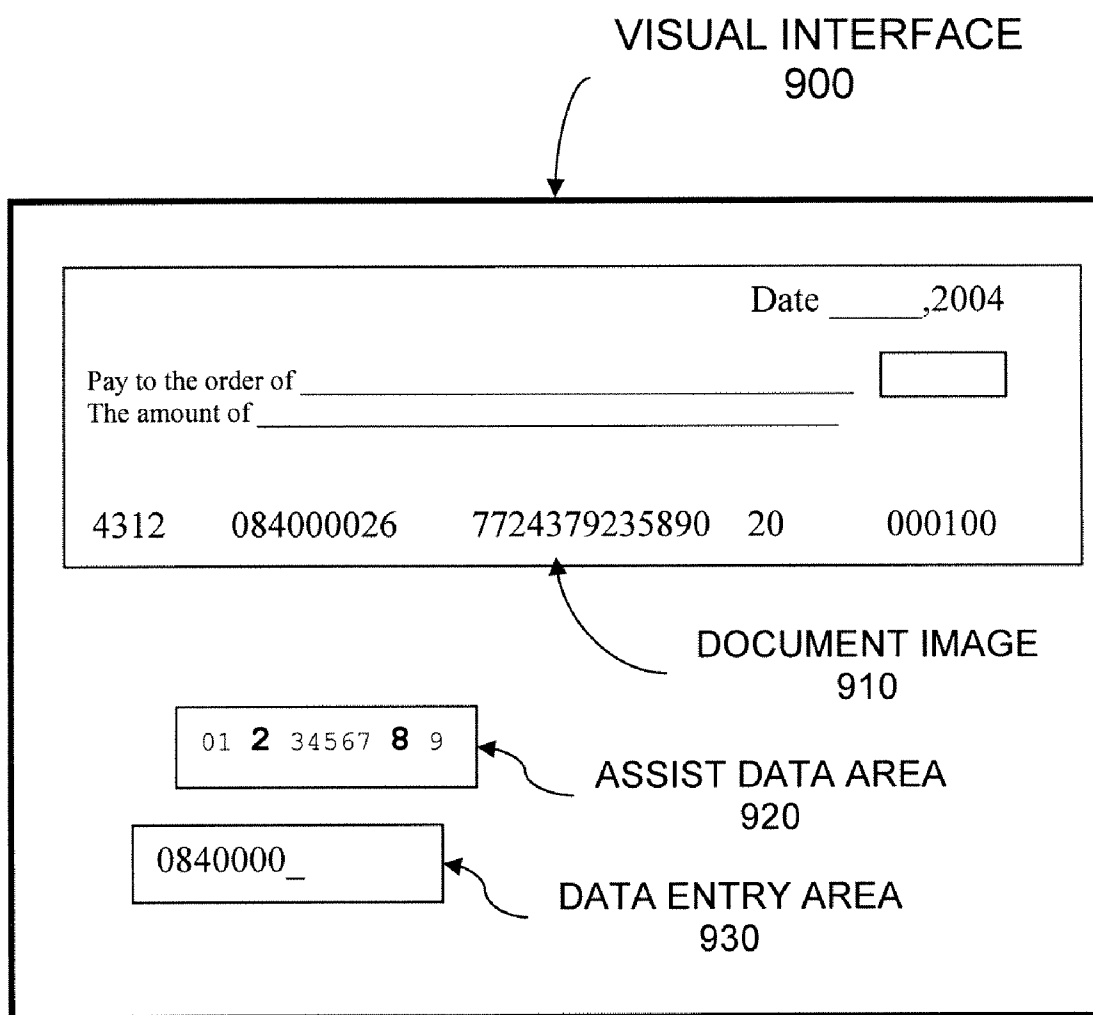 VISUAL INTERFACE
900
Date ______,2004
Pay to the order of
The amount of
4312 084000026 7724379235890 20 000100
DOCUMENT IMAGE
910
01 2 34567 8 9
ASSIST DATA AREA
920
0840000_
DATA ENTRY AREA
930